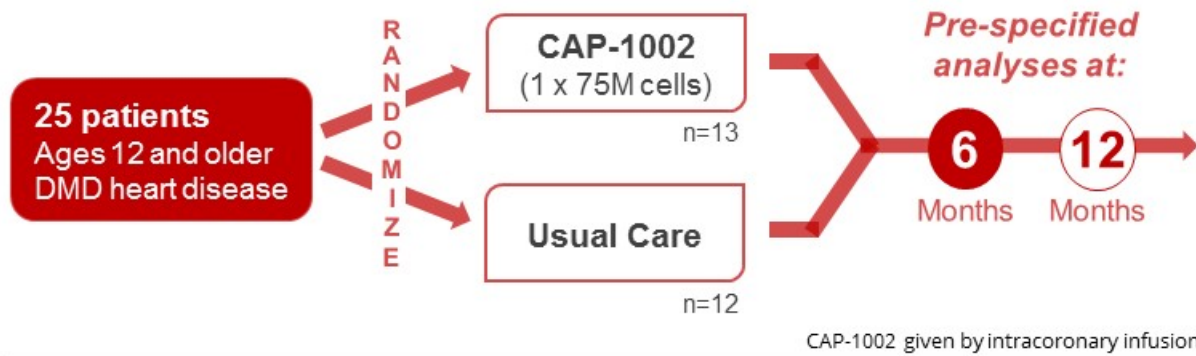 25 patients
Ages 12 and older
DMD heart disease
RANDOMIZE
CAP-1002
(1 x 75M cells)
n=13
Usual Care
n=12
Pre-specified
analyses at:
6
Months
12
Months
CAP-1002 given by intracoronary infusion